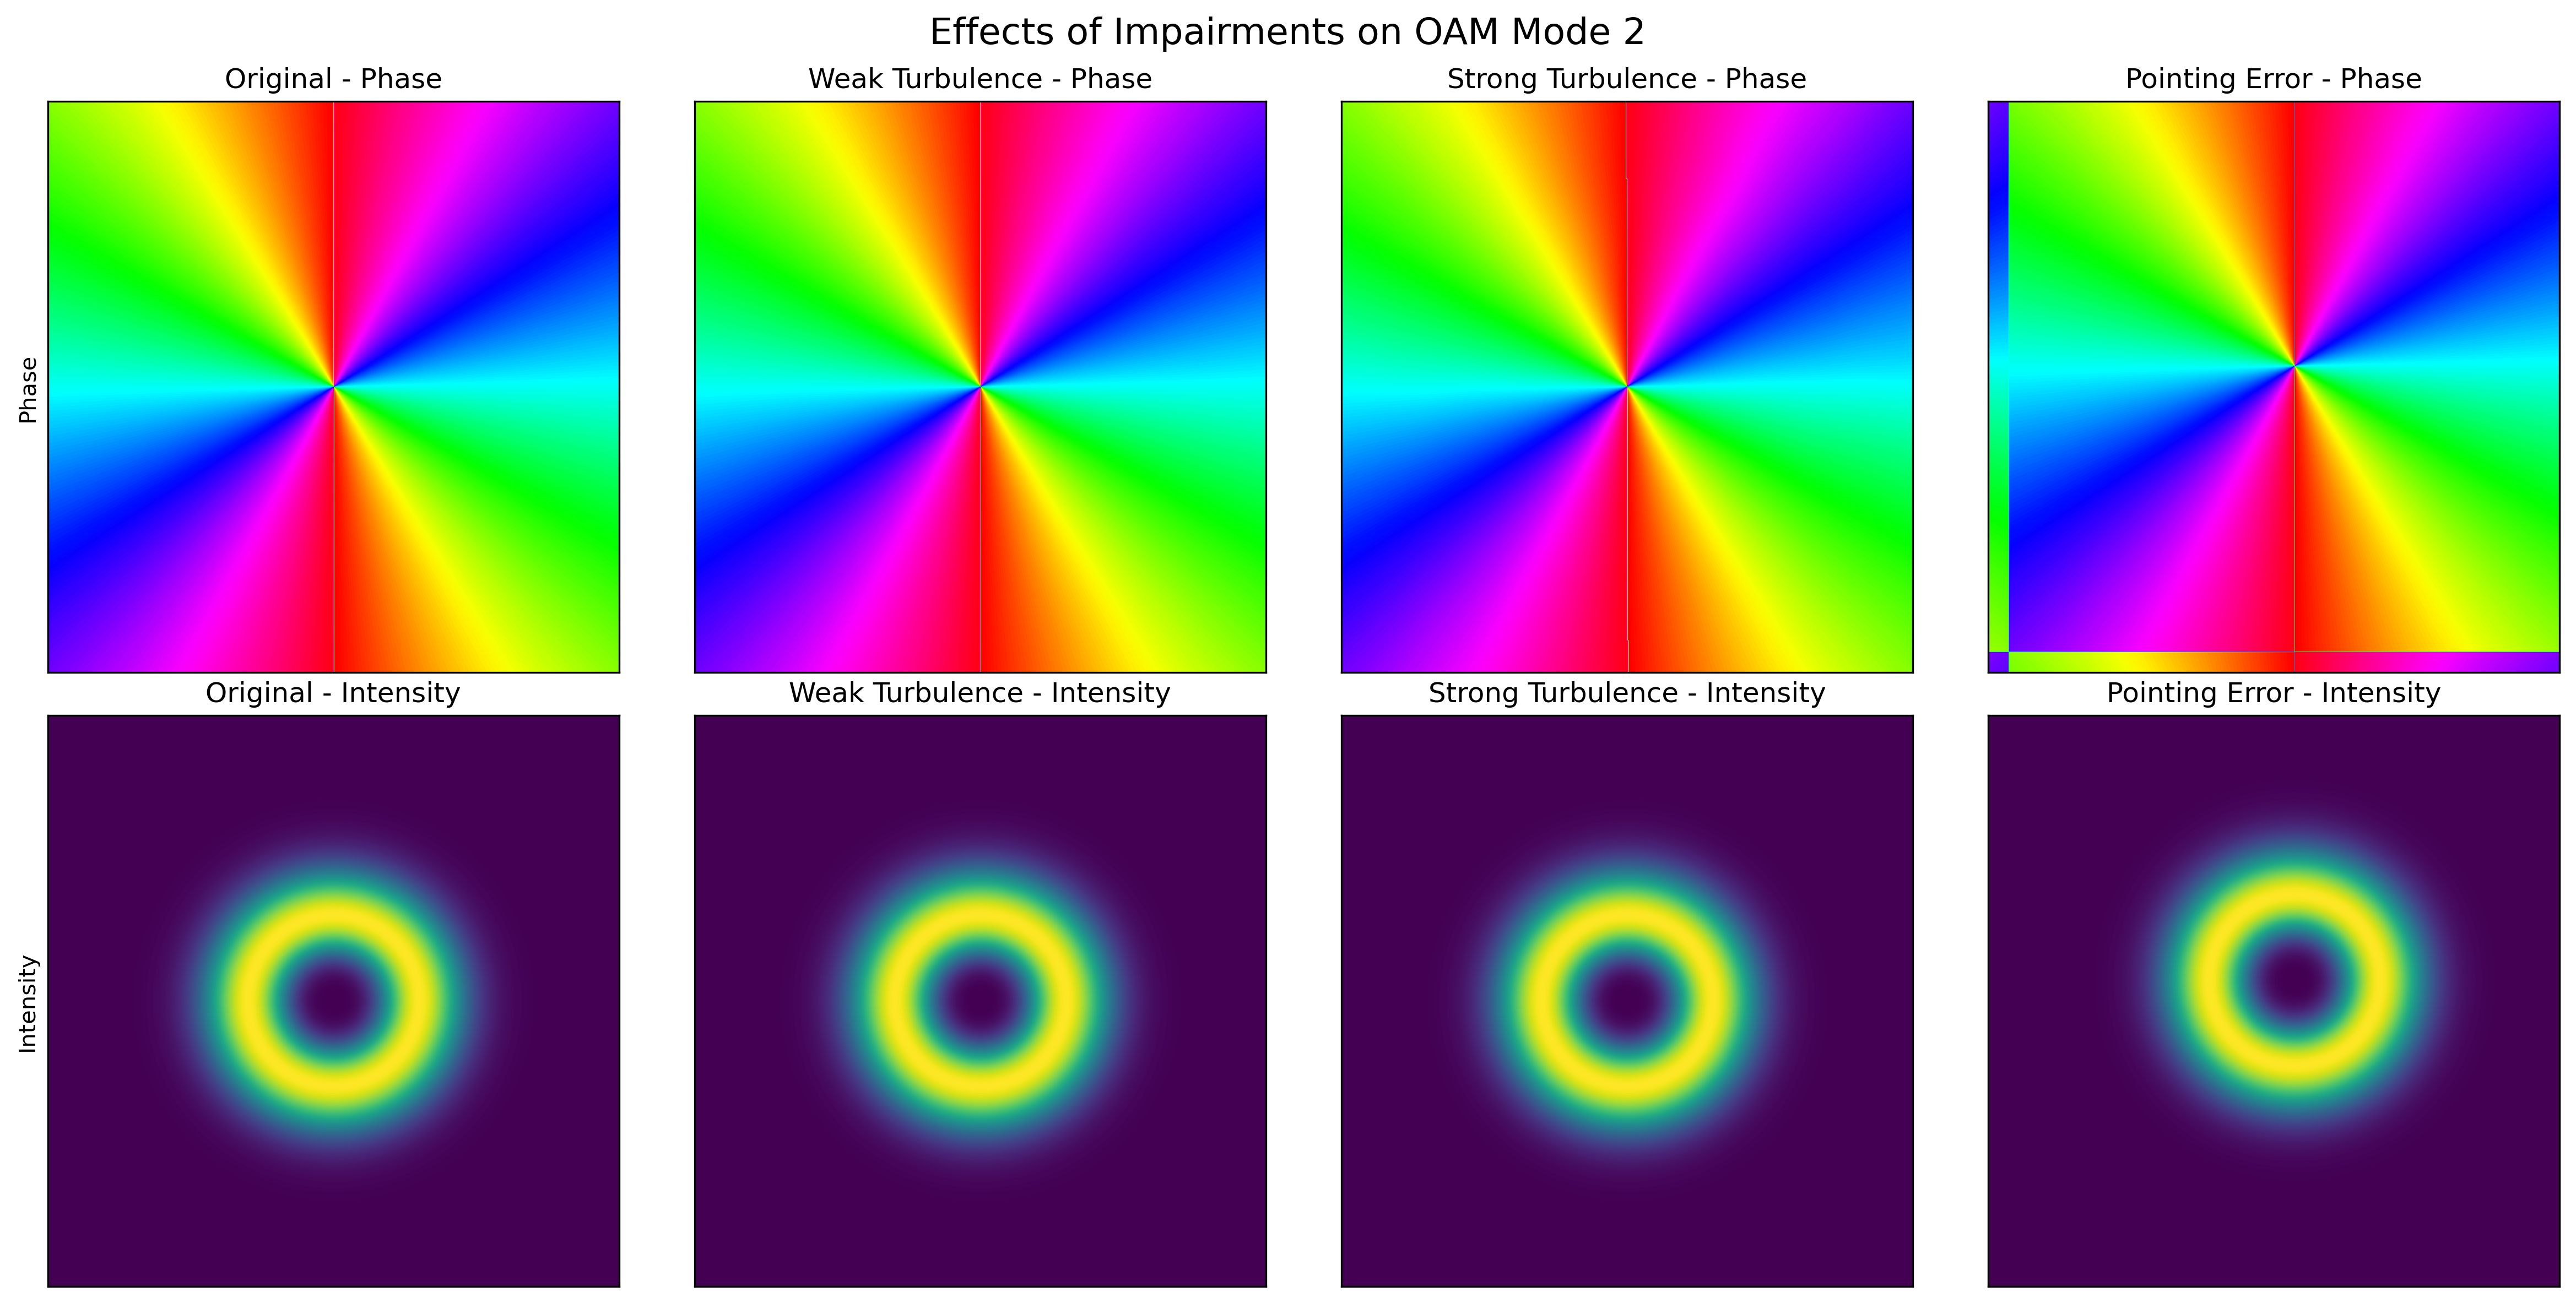 Effects of Impairments on OAM Mode 2
Original - Phase
Weak Turbulence - Phase
Strong Turbulence - Phase
Pointing Error - Phase
Phase
Original - Intensity
Weak Turbulence - Intensity
Strong Turbulence - Intensity
Pointing Error - Intensity
Intensity